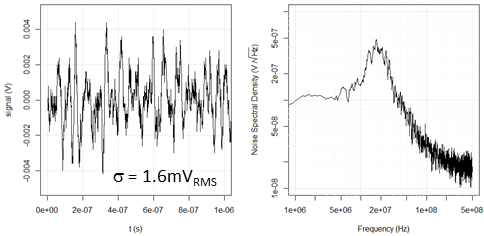 signal (V)
0.004
0.002
0.000
-0.002
-0.004
σ = 1.6mVRMS
0e+00 2e-07 4e-07 6e-07 8e-07 1e-06
t (s)
Noise Spectral Density (V/√Hz)
5e-07
2e-07
5e-08
1e-08
1e+06 5e+06 2e+07 1e+08 5e+08
Frequency (Hz)